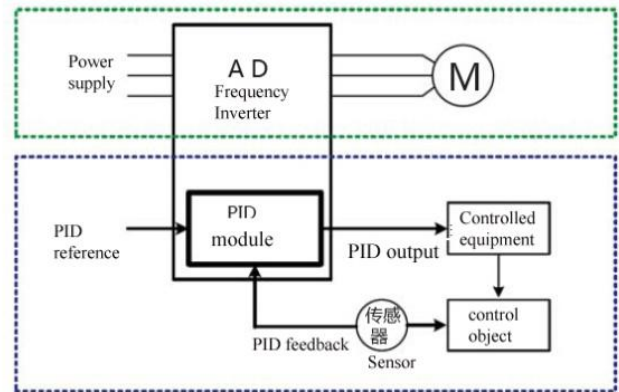 Power
supply
A D
Frequency
Inverter
M
PID
reference
PID
module
PID output
Controlled
equipment
PID feedback
传感
器
Sensor
control
object